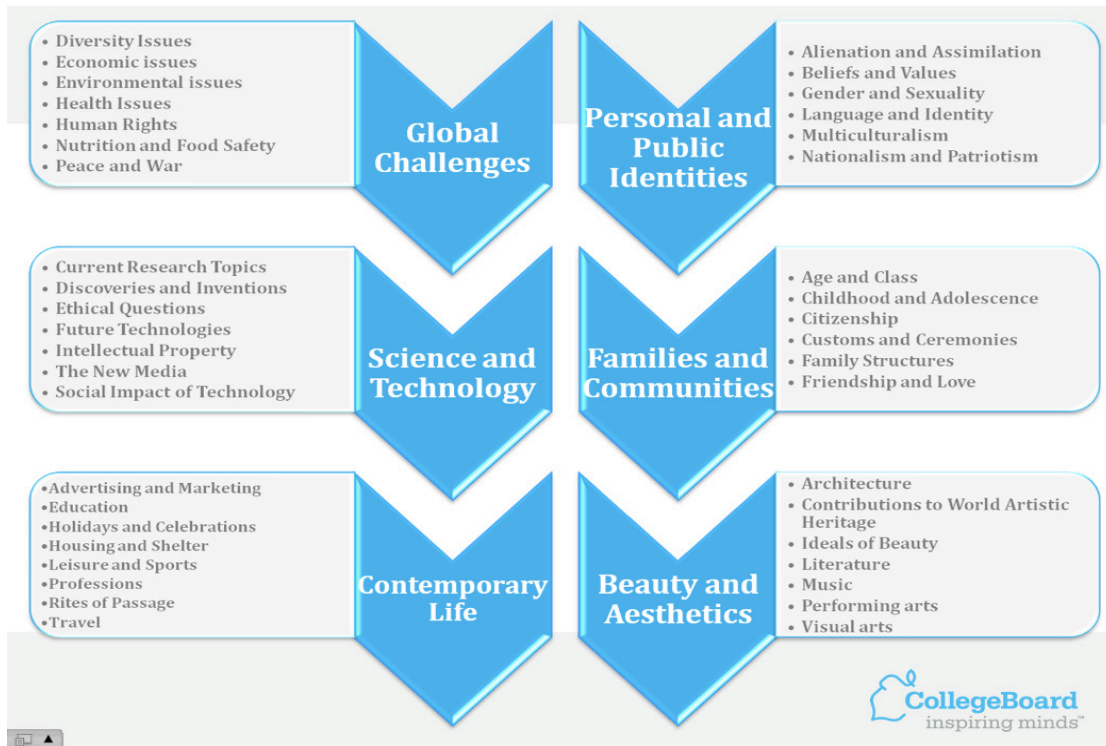 • Diversity Issues
• Economic issues
• Environmental issues
• Health Issues
• Human Rights
• Nutrition and Food Safety
• Peace and War
Global
Challenges
Personal and
Public
Identities
• Alienation and Assimilation
• Beliefs and Values
• Gender and Sexuality
• Language and Identity
• Multiculturalism
• Nationalism and Patriotism
• Current Research Topics
• Discoveries and Inventions
• Ethical Questions
• Future Technologies
• Intellectual Property
• The New Media
• Social Impact of Technology
Science and
Technology
Families and
Communities
• Age and Class
• Childhood and Adolescence
• Citizenship
• Customs and Ceremonies
• Family Structures
• Friendship and Love
•Advertising and Marketing
•Education
•Holidays and Celebrations
•Housing and Shelter
•Leisure and Sports
•Professions
•Rites of Passage
•Travel
Contemporary
Life
Beauty and
Aesthetics
• Architecture
• Contributions to World Artistic
Heritage
• Ideals of Beauty
• Literature
• Music
• Performing arts
• Visual arts
CollegeBoard
inspiring minds™